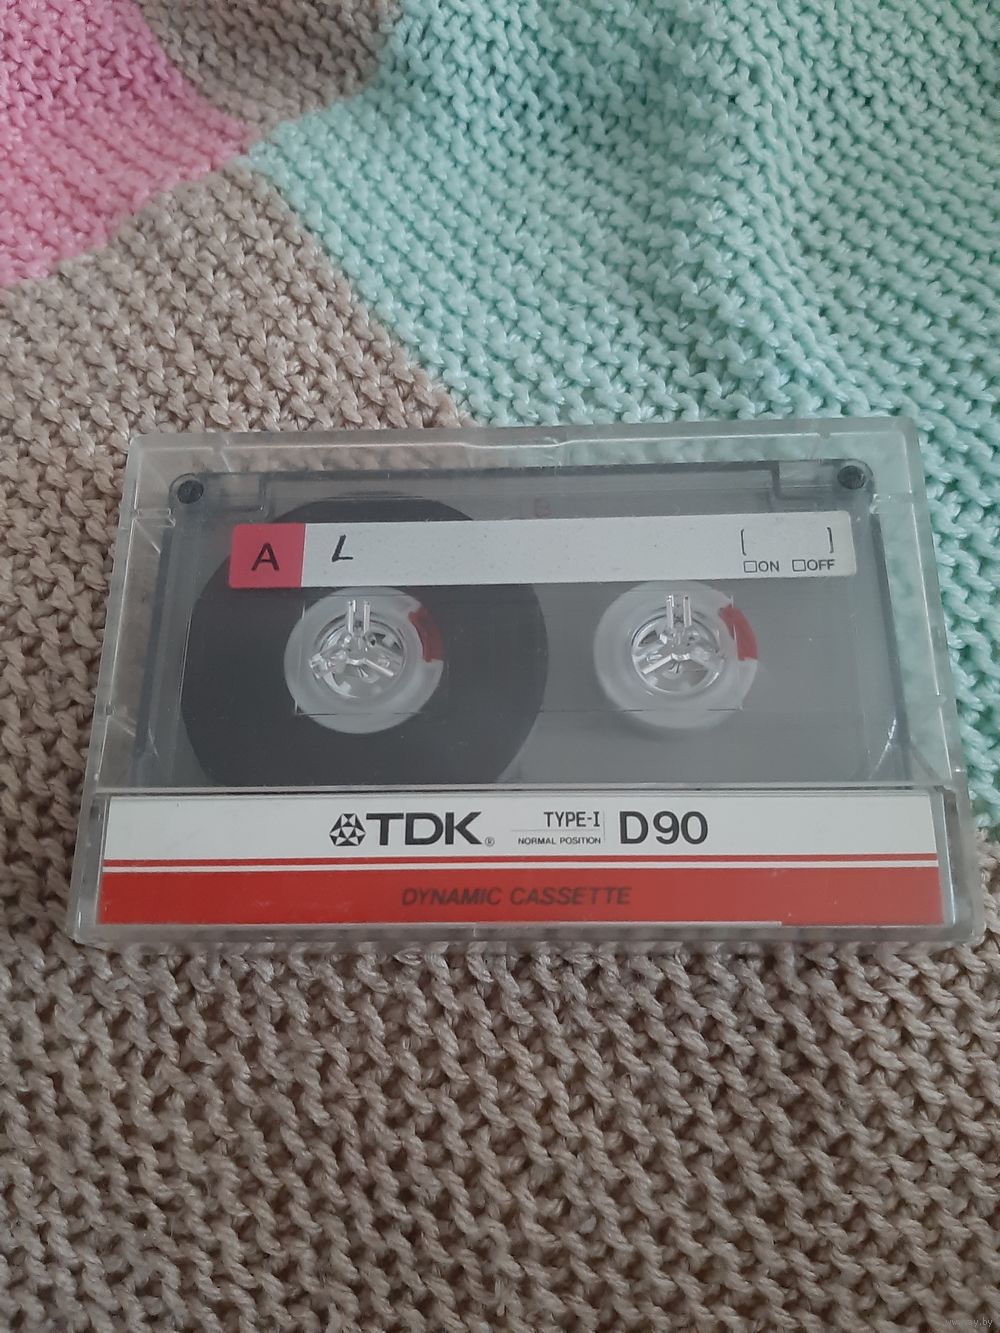 A L [ ]
□ON □OFF
TDK® TYPE-I D90
NORMAL POSITION
DYNAMIC CASSETTE